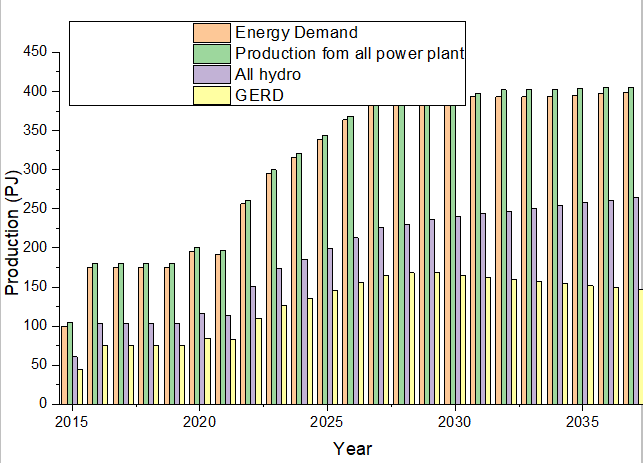 Energy Demand
Production fom all power plant
All hydro
GERD
450
400
350
300
250
200
150
100
50
0
Production (PJ)
2015 2020 2025 2030 2035
Year